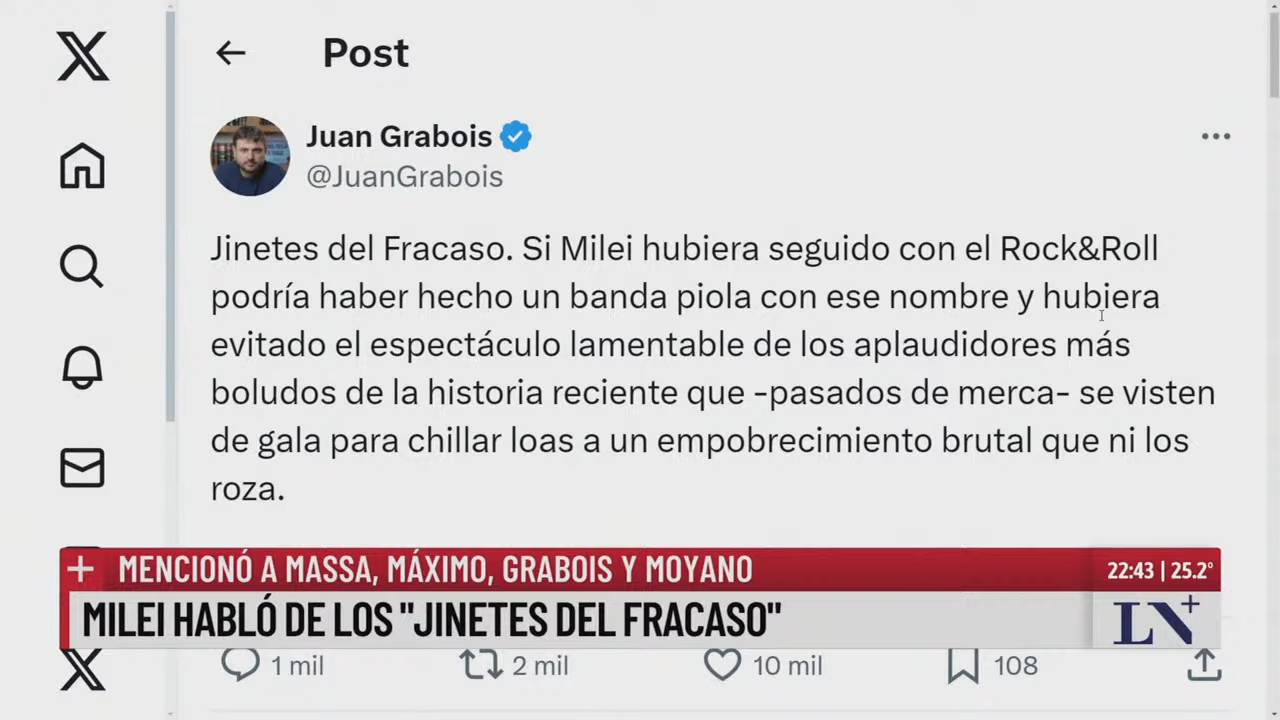 Post
Juan Grabois
@JuanGrabois
Jinetes del Fracaso. Si Milei hubiera seguido con el Rock&Roll
podría haber hecho un banda piola con ese nombre y hubiera
evitado el espectáculo lamentable de los aplaudidores más
boludos de la historia reciente que -pasados de merca- se visten
de gala para chillar loas a un empobrecimiento brutal que ni los
roza.
MENCIONÓ A MASSA, MÁXIMO, GRABOIS Y MOYANO
22:43 | 25.2°
MILEI HABLÓ DE LOS "JINETES DEL FRACASO"
LN+
1 mil
2 mil
10 mil
108